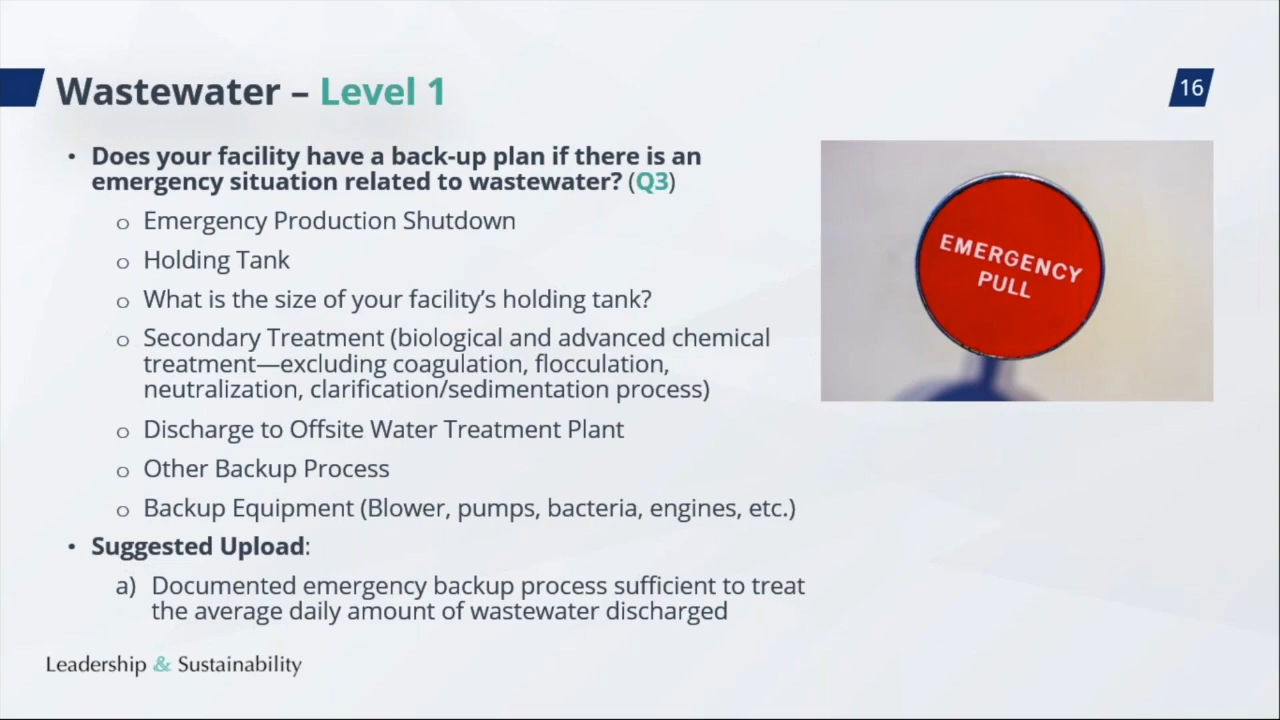 Wastewater – Level 1
16
• Does your facility have a back-up plan if there is an
emergency situation related to wastewater? (Q3)
o Emergency Production Shutdown
o Holding Tank
o What is the size of your facility’s holding tank?
o Secondary Treatment (biological and advanced chemical
treatment—excluding coagulation, flocculation,
neutralization, clarification/sedimentation process)
o Discharge to Offsite Water Treatment Plant
o Other Backup Process
o Backup Equipment (Blower, pumps, bacteria, engines, etc.)
• Suggested Upload:
a) Documented emergency backup process sufficient to treat
the average daily amount of wastewater discharged
EMERGENCY
PULL
Leadership & Sustainability